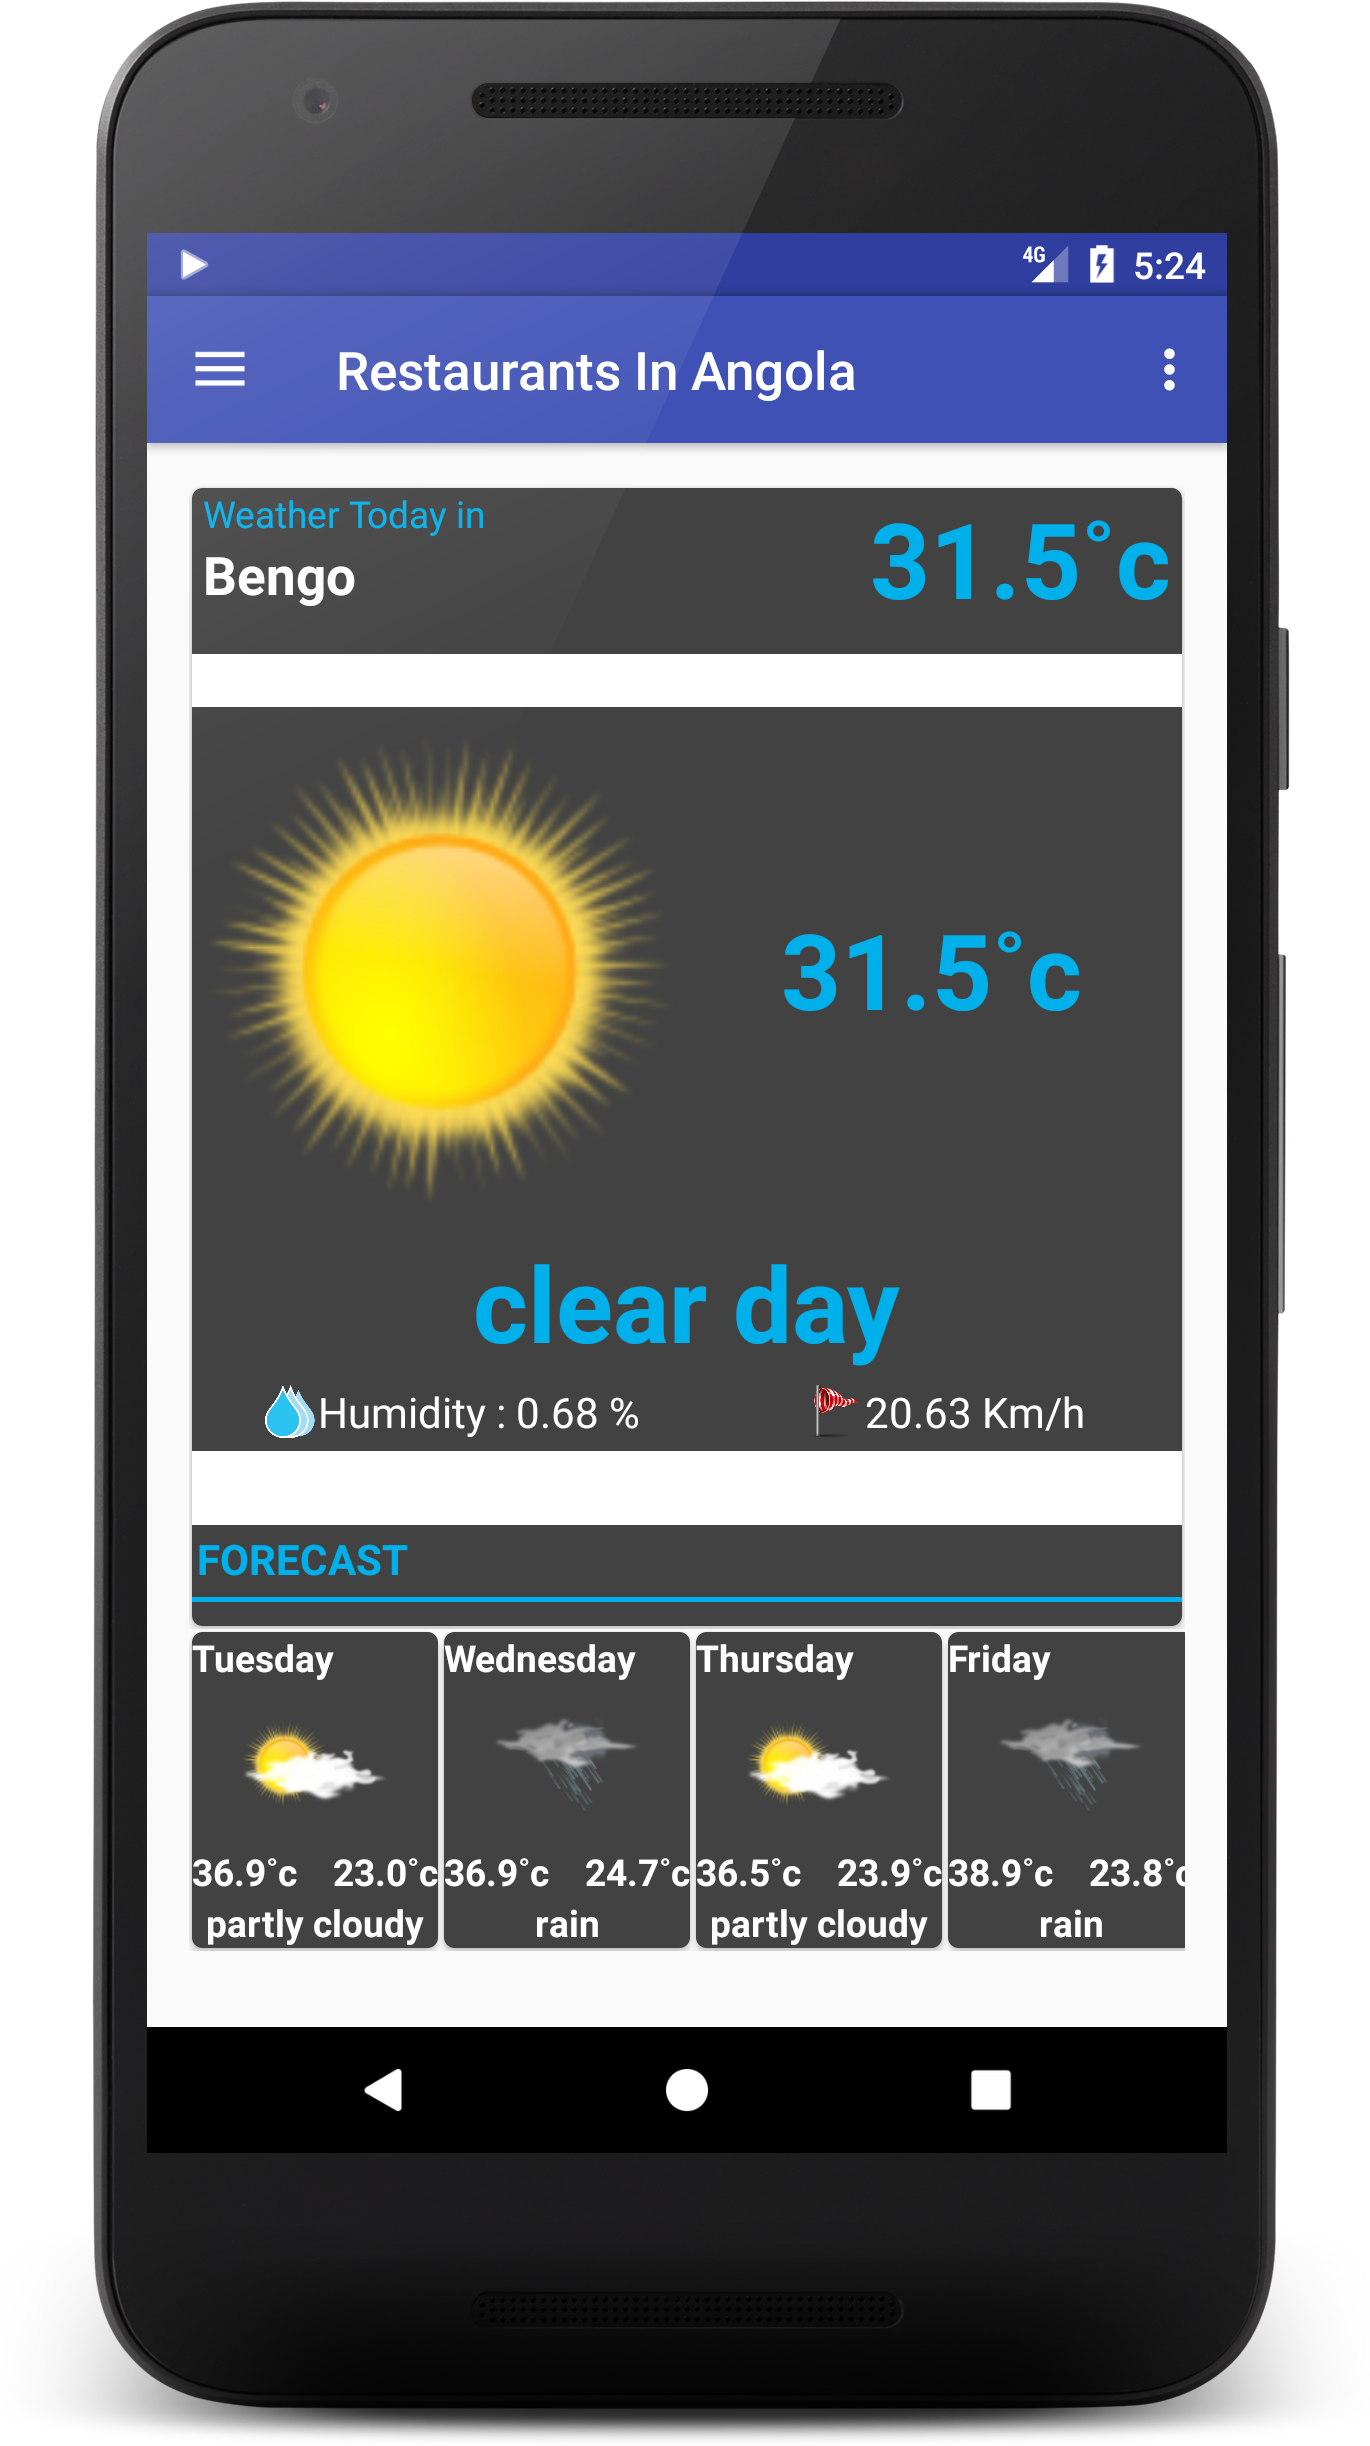 4G 5:24
Restaurants In Angola
Weather Today in
Bengo
31.5°c
31.5°c
clear day
Humidity : 0.68 %
20.63 Km/h
FORECAST
Tuesday
36.9°c 23.0°c
partly cloudy
Wednesday
36.9°c 24.7°c
rain
Thursday
36.5°c 23.9°c
partly cloudy
Friday
38.9°c 23.8°c
rain